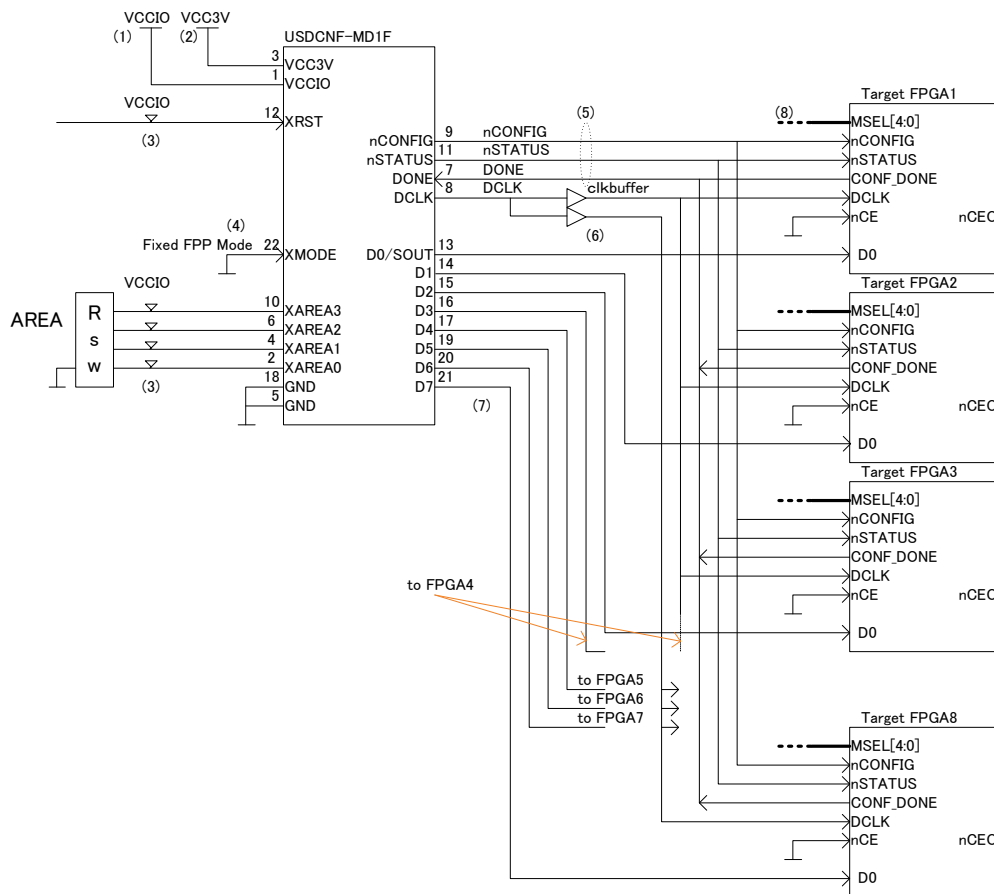 VCCIO VCC3V
(1) (2)
USDCNF-MD1F
3 VCC3V
1 VCCIO
VCCIO
12 XRST
(3)
nCONFIG 9 nCONFIG
nSTATUS 11 nSTATUS
DONE 7 DONE
DCLK 8 DCLK
(5)
clkbuffer
(6)
(4)
Fixed FPP Mode 22 XMODE
VCCIO
AREA
R
s
w
10 XAREA3
6 XAREA2
4 XAREA1
2 XAREA0
18 GND
5 GND
(3)
D0/SOUT 13
D1 14
D2 15
D3 16
D4 17
D5 19
D6 20
D7 21
(7)
(8)
Target FPGA1
MSEL[4:0]
nCONFIG
nSTATUS
CONF_DONE
DCLK
nCE nCEO
D0
Target FPGA2
MSEL[4:0]
nCONFIG
nSTATUS
CONF_DONE
DCLK
nCE nCEO
D0
Target FPGA3
MSEL[4:0]
nCONFIG
nSTATUS
CONF_DONE
DCLK
nCE nCEO
D0
to FPGA4
to FPGA5
to FPGA6
to FPGA7
Target FPGA8
MSEL[4:0]
nCONFIG
nSTATUS
CONF_DONE
DCLK
nCE nCEO
D0